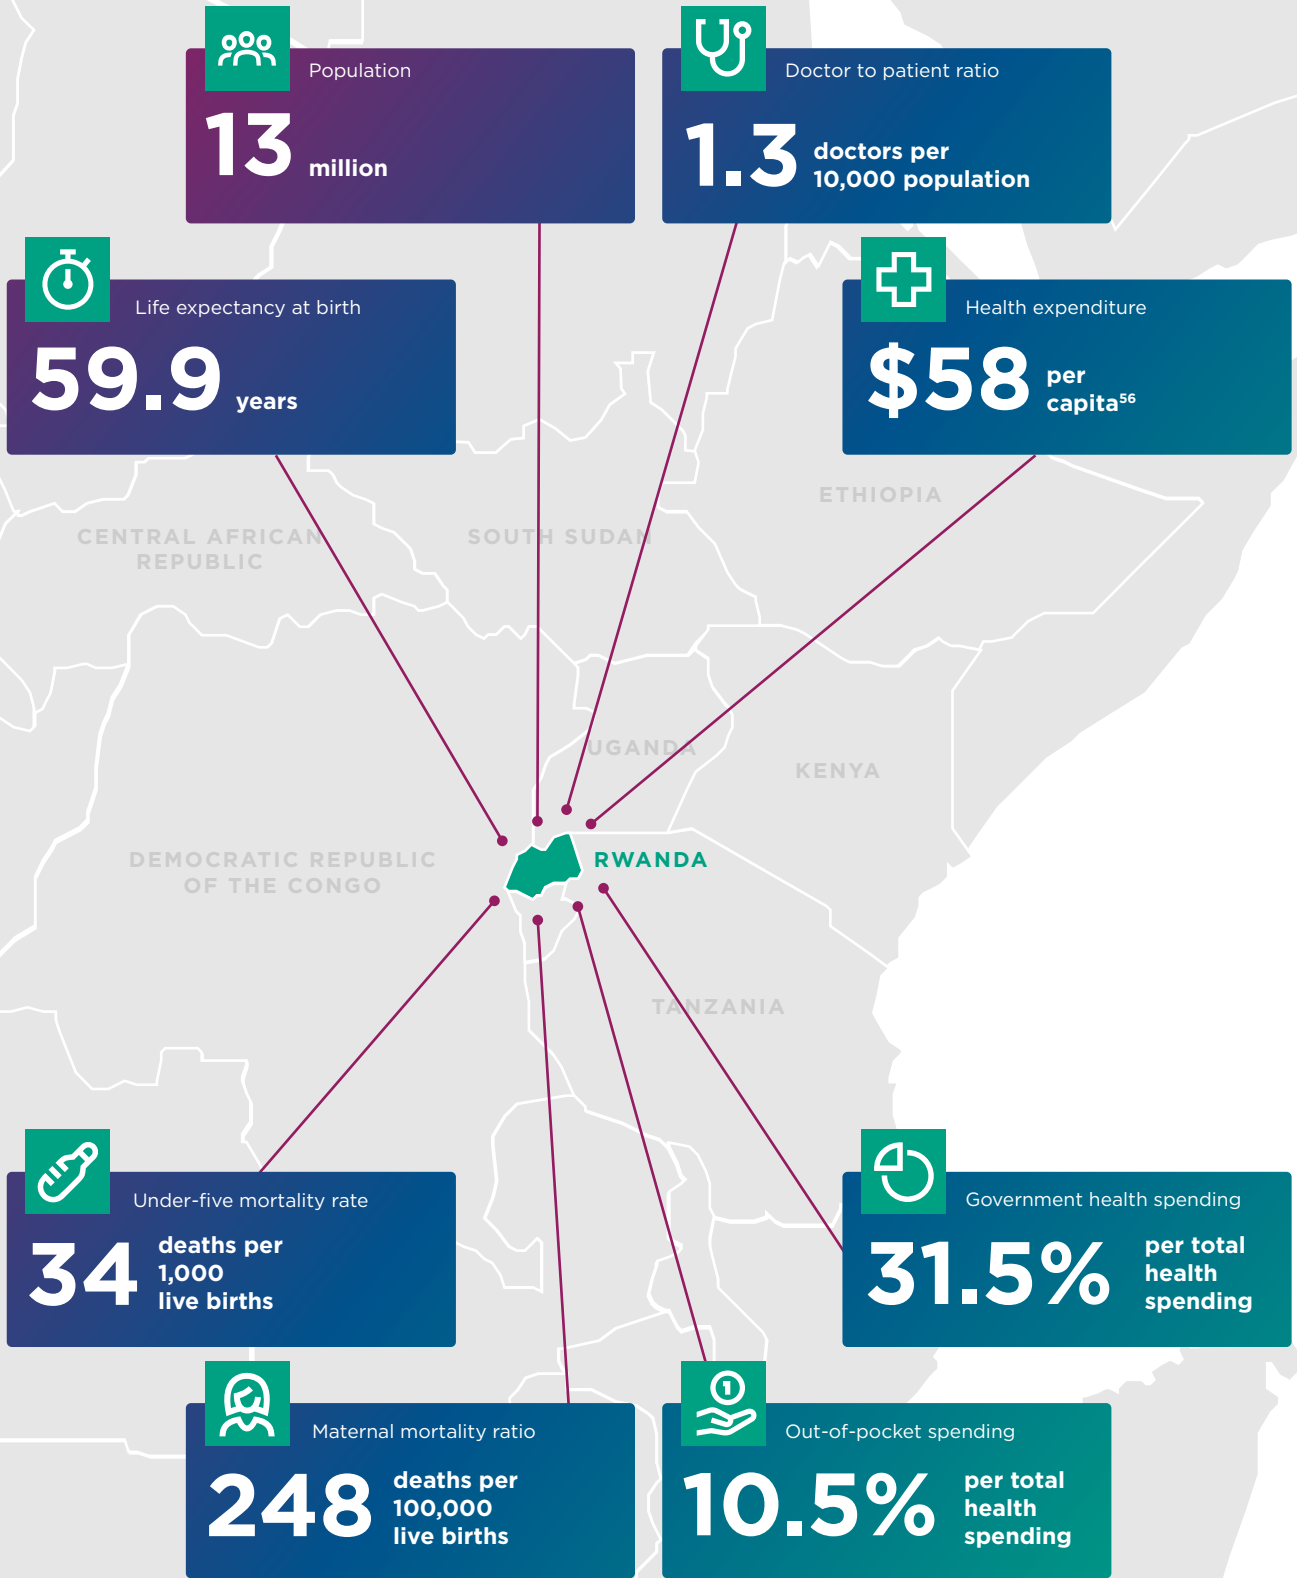 Population
13 million
Doctor to patient ratio
1.3 doctors per
10,000 population
Life expectancy at birth
59.9 years
Health expenditure
$58 per
capita56
ETHIOPIA
CENTRAL AFRICAN
REPUBLIC
SOUTH SUDAN
UGANDA
KENYA
DEMOCRATIC REPUBLIC
OF THE CONGO
RWANDA
TANZANIA
Under-five mortality rate
34 deaths per
1,000
live births
Government health spending
31.5% per total
health
spending
Maternal mortality ratio
248 deaths per
100,000
live births
1
Out-of-pocket spending
10.5% per total
health
spending